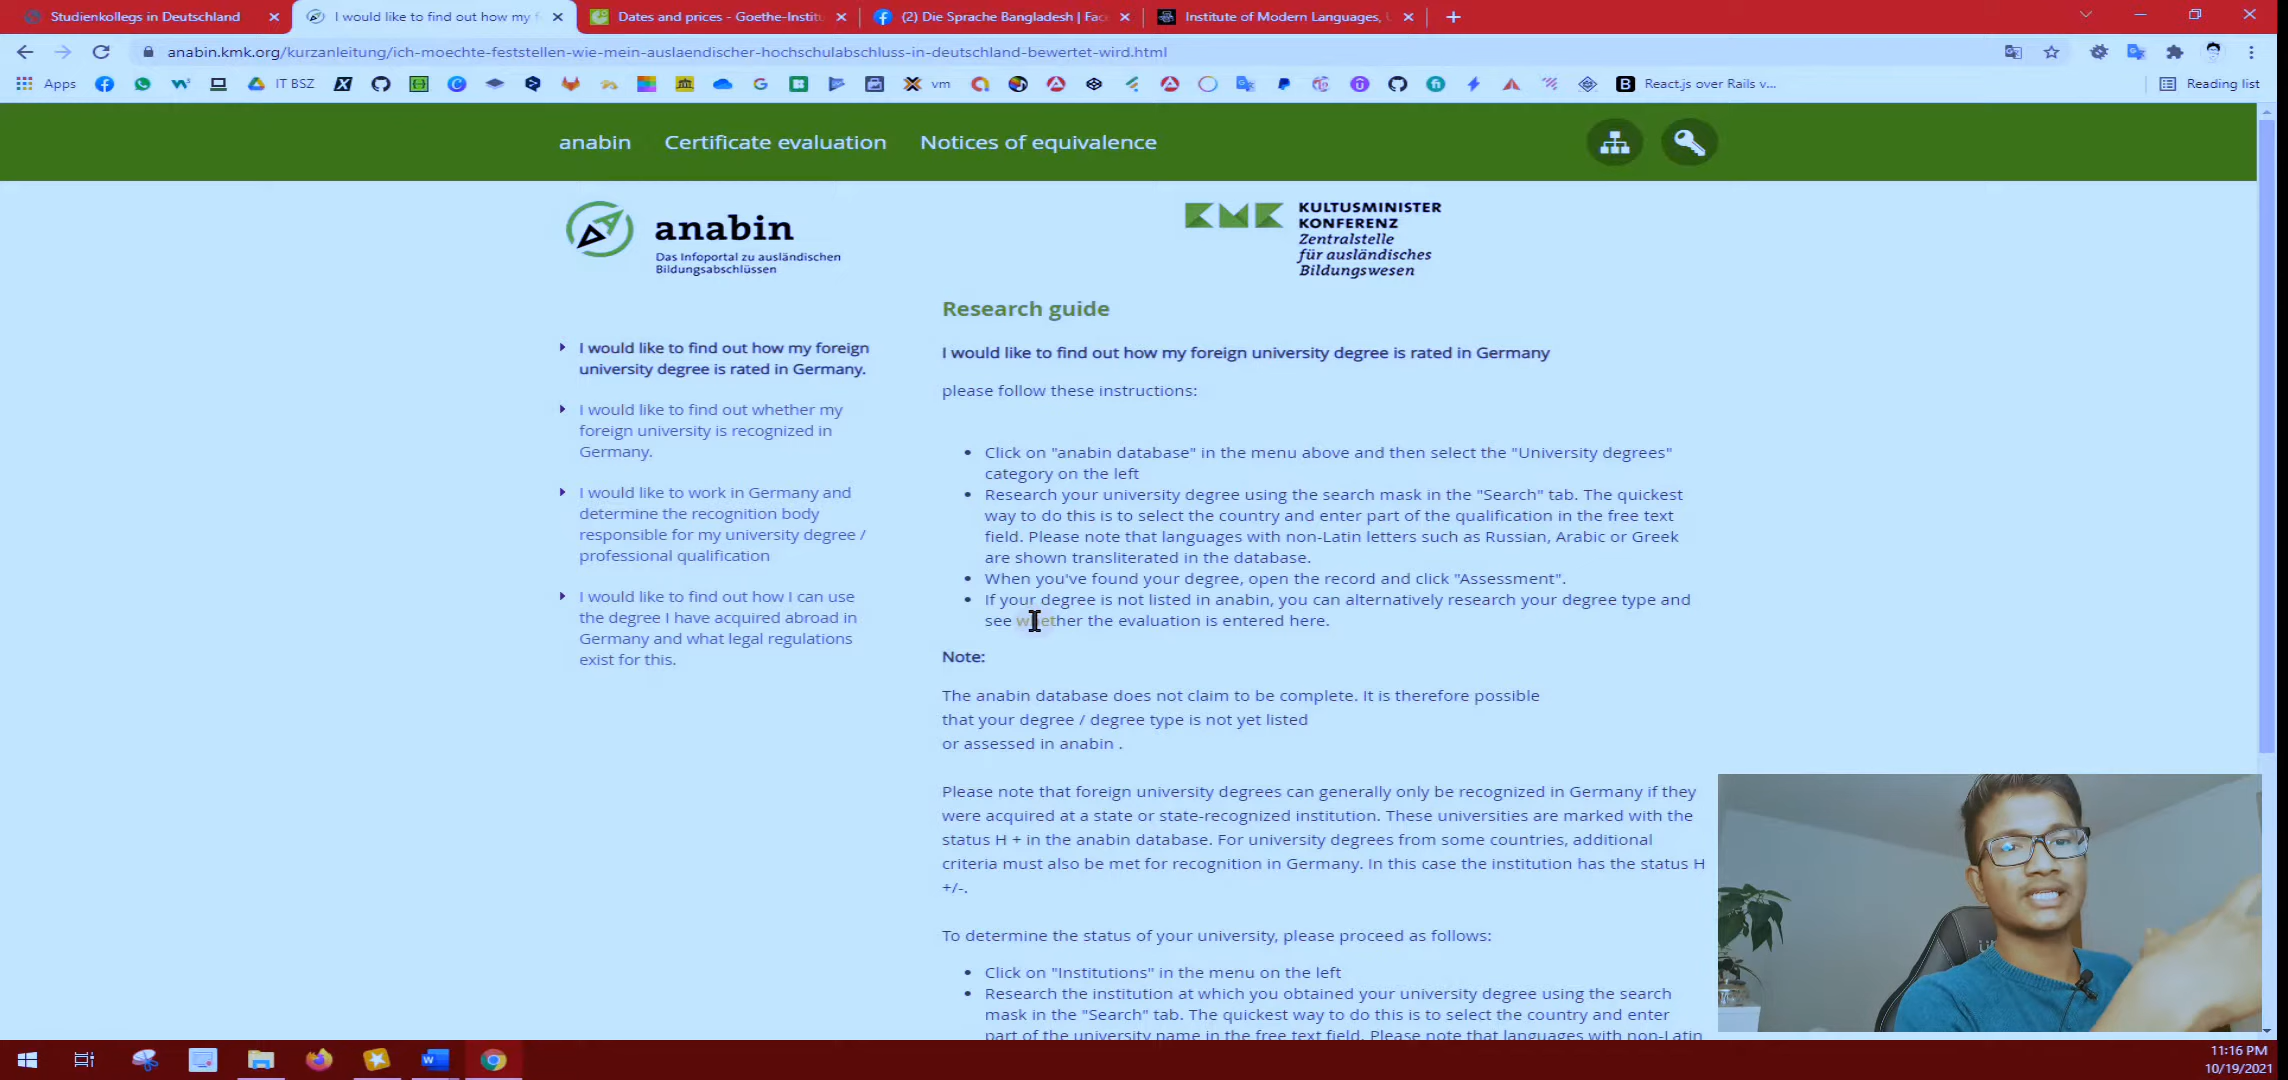 Studienkollegs in Deutschland
I would like to find out how my f
Dates and prices - Goethe-Institu
(2) Die Sprache Bangladesh | Fac
Institute of Modern Languages, U
anabin.kmk.org/kurzanleitung/ich-moechte-feststellen-wie-mein-auslaendischer-hochschulabschluss-in-deutschland-bewertet-wird.html
Apps
IT BSZ
vm
React.js over Rails v...
Reading list
anabin
Certificate evaluation
Notices of equivalence
anabin
Das Infoportal zu ausländischen
Bildungsabschlüssen
KMK
KULTUSMINISTER
KONFERENZ
Zentralstelle
für ausländisches
Bildungswesen
I would like to find out how my foreign
university degree is rated in Germany.
I would like to find out whether my
foreign university is recognized in
Germany.
I would like to work in Germany and
determine the recognition body
responsible for my university degree /
professional qualification
I would like to find out how I can use
the degree I have acquired abroad in
Germany and what legal regulations
exist for this.
Research guide
I would like to find out how my foreign university degree is rated in Germany
please follow these instructions:
Click on "anabin database" in the menu above and then select the "University degrees"
category on the left
Research your university degree using the search mask in the "Search" tab. The quickest
way to do this is to select the country and enter part of the qualification in the free text
field. Please note that languages with non-Latin letters such as Russian, Arabic or Greek
are shown transliterated in the database.
When you've found your degree, open the record and click "Assessment".
If your degree is not listed in anabin, you can alternatively research your degree type and
see whether the evaluation is entered here.
Note:
The anabin database does not claim to be complete. It is therefore possible
that your degree / degree type is not yet listed
or assessed in anabin .
Please note that foreign university degrees can generally only be recognized in Germany if they
were acquired at a state or state-recognized institution. These universities are marked with the
status H + in the anabin database. For university degrees from some countries, additional
criteria must also be met for recognition in Germany. In this case the institution has the status H
+/-.
To determine the status of your university, please proceed as follows:
Click on "Institutions" in the menu on the left
Research the institution at which you obtained your university degree using the search
mask in the "Search" tab. The quickest way to do this is to select the country and enter
part of the university name in the free text field. Please note that languages with non-Latin
11:16 PM
10/19/2021